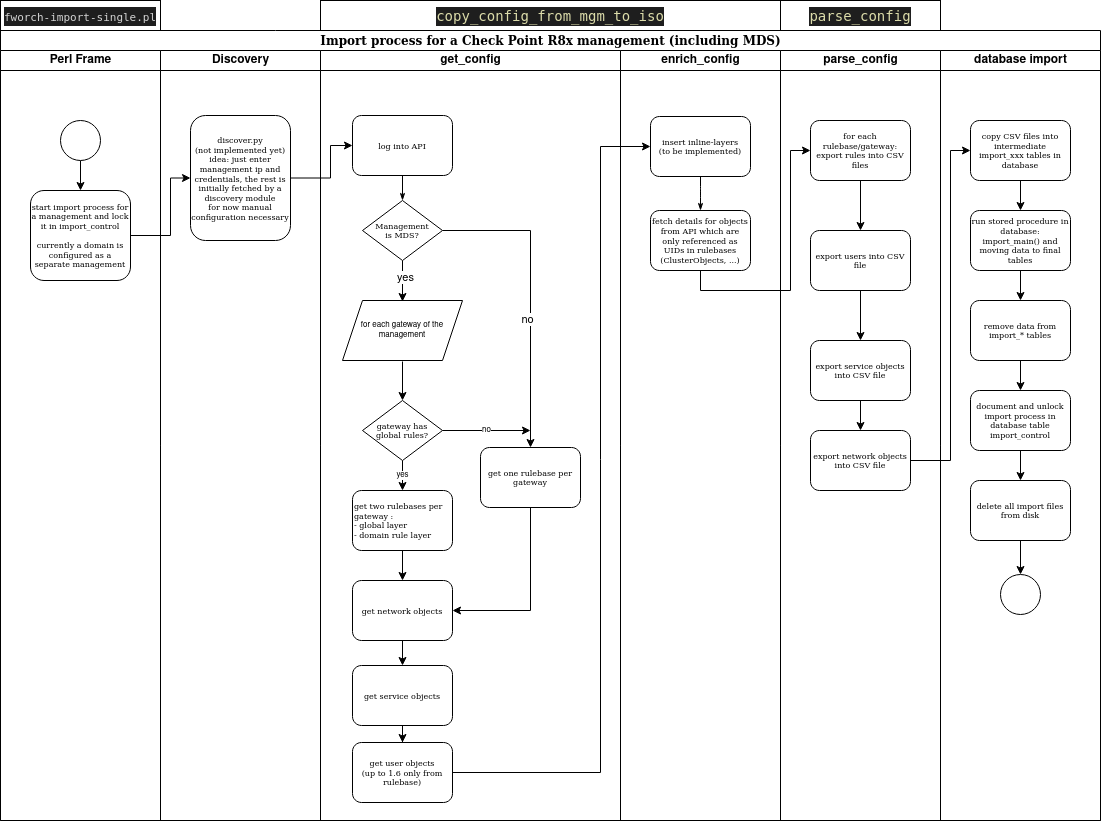 fworch-import-single.pl
copy_config_from_mgm_to_iso
parse_config
Import process for a Check Point R8x management (including MDS)
Perl Frame
Discovery
get_config
enrich_config
parse_config
database import
start import process for
a management and lock
it in import_control
currently a domain is
configured as a
separate management
discover.py
(not implemented yet)
idea: just enter
management ip and
credentials, the rest is
initially fetched by a
discovery module
for now manual
configuration necessary
log into API
Management
is MDS?
yes
no
for each gateway of the
management
gateway has
global rules?
no
yes
get one rulebase per
gateway
get two rulebases per
gateway :
- global layer
- domain rule layer
get network objects
get service objects
get user objects
(up to 1.6 only from
rulebase)
insert inline-layers
(to be implemented)
fetch details for objects
from API which are
only referenced as
UIDs in rulebases
(ClusterObjects, ...)
for each
rulebase/gateway:
export rules into CSV
files
export users into CSV
file
export service objects
into CSV file
export network objects
into CSV file
copy CSV files into
intermediate
import_xxx tables in
database
run stored procedure in
database:
import_main() and
moving data to final
tables
remove data from
import_* tables
document and unlock
import process in
database table
import_control
delete all import files
from disk